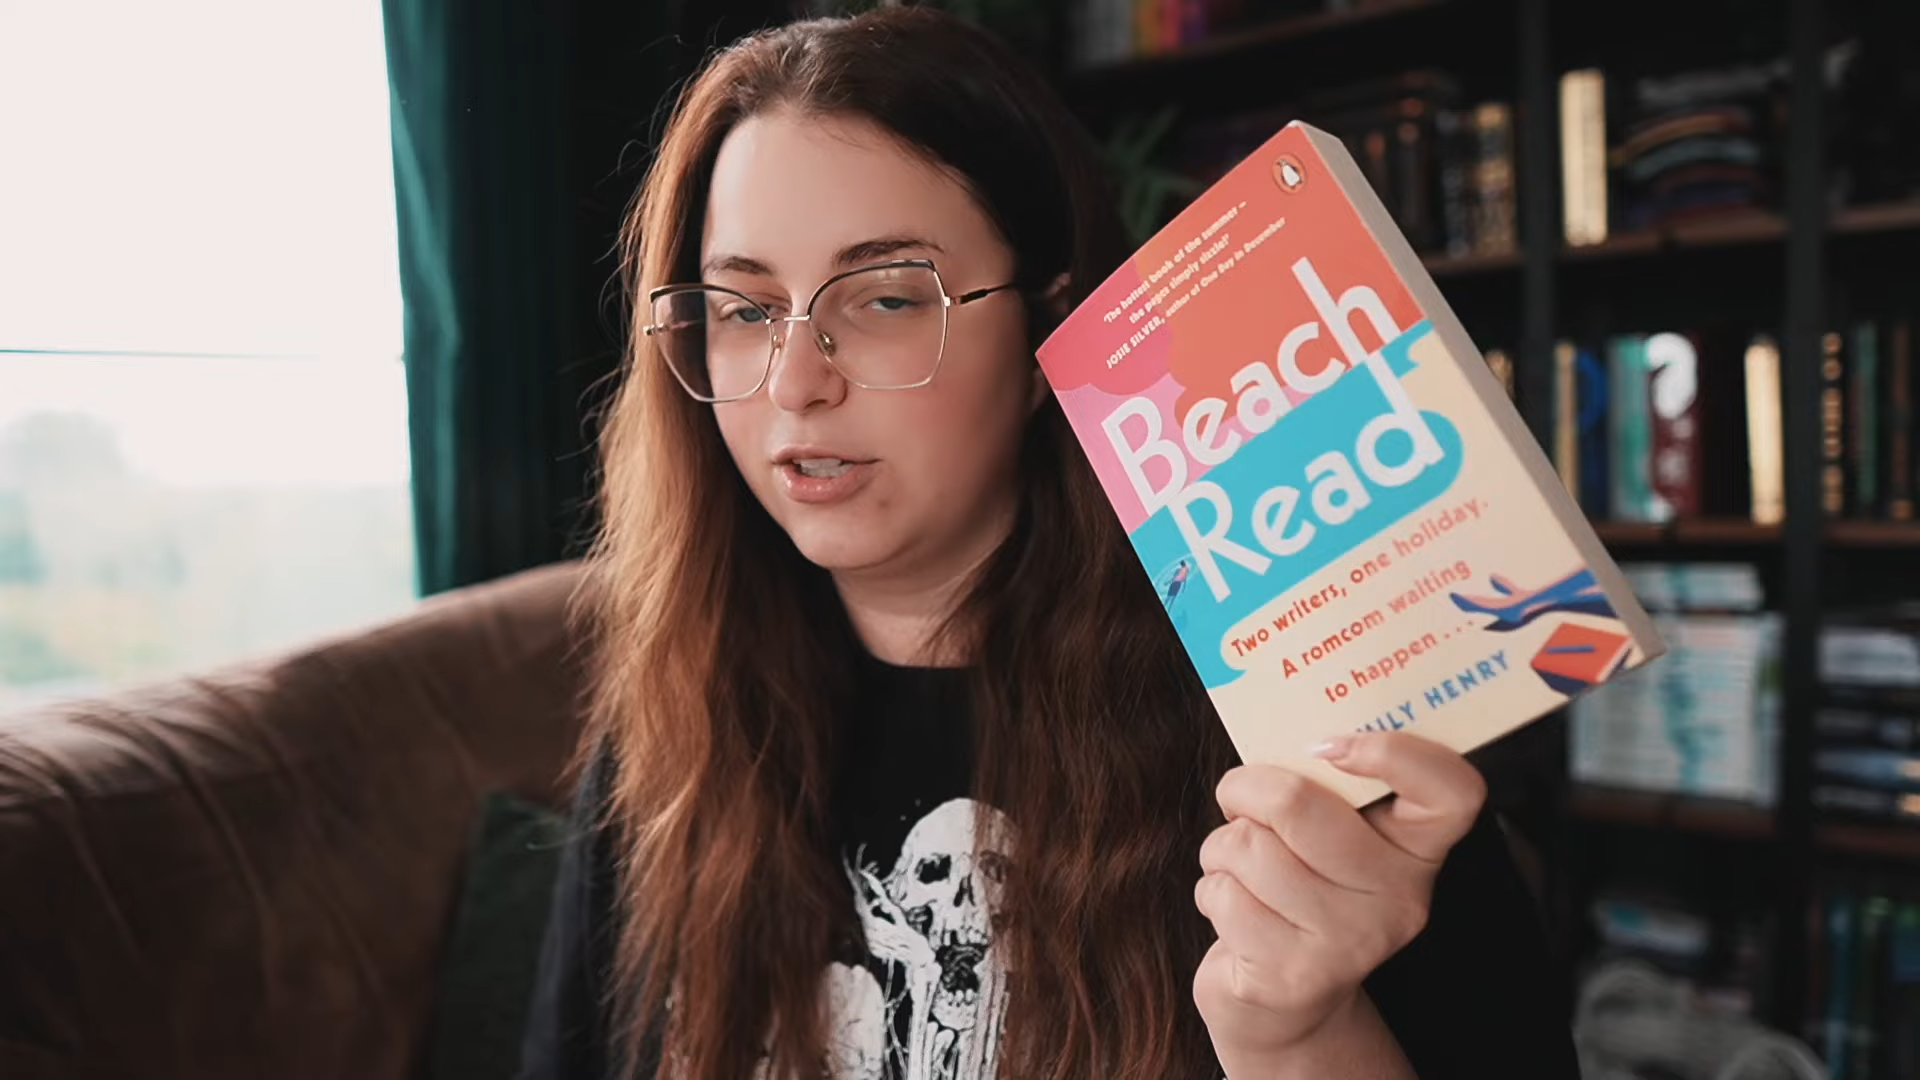 'The hottest book of the summer –
the pages simply sizzle!'
JOSIE SILVER, author of One Day in December
Beach
Read
Two writers, one holiday.
A romcom waiting
to happen . . .
HENRY